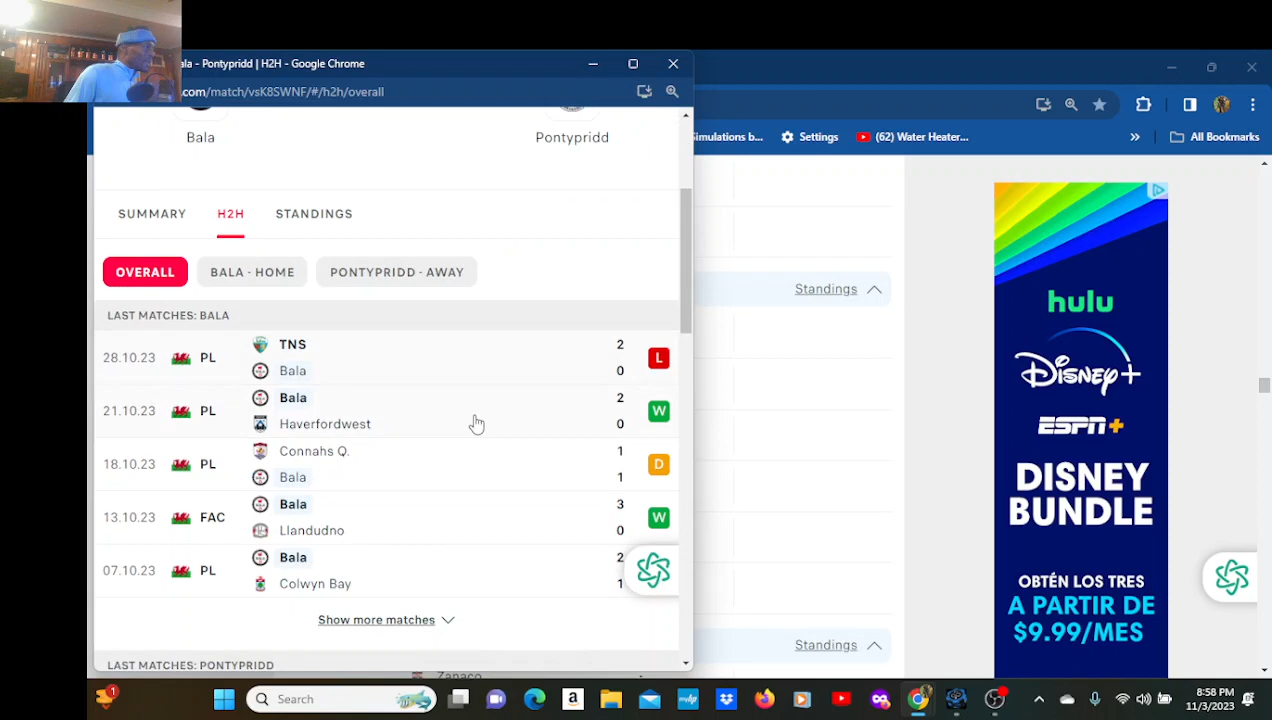 ala - Pontypridd | H2H - Google Chrome
.com/match/vsK8SWNF/#/h2h/overall
imulations b... Settings (62) Water Heater... » All Bookmarks
Bala Pontypridd
SUMMARY H2H STANDINGS
OVERALL BALA · HOME PONTYPRIDD · AWAY
LAST MATCHES: BALA
28.10.23 PL TNS 2 L
Bala 0
21.10.23 PL Bala 2 W
Haverfordwest 0
18.10.23 PL Connahs Q. 1 D
Bala 1
13.10.23 FAC Bala 3 W
Llandudno 0
07.10.23 PL Bala 2
Colwyn Bay 1
Show more matches
LAST MATCHES: PONTYPRIDD
Zanaco
Standings
Standings
hulu
Disney+
ESPN+
DISNEY
BUNDLE
OBTÉN LOS TRES
A PARTIR DE
$9.99/MES
1
Search
8:58 PM
11/3/2023